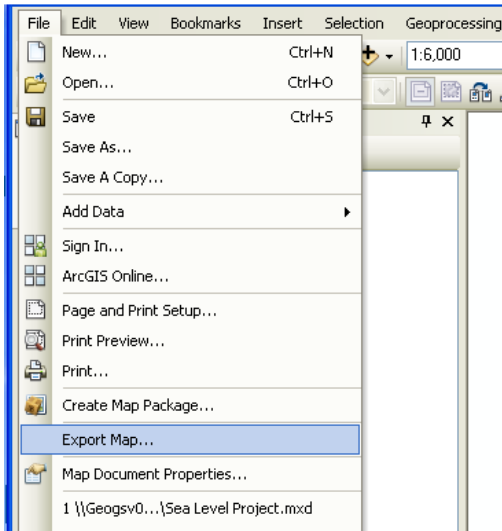 File Edit View Bookmarks Insert Selection Geoprocessing
New... Ctrl+N
1:6,000
Open... Ctrl+O
Save Ctrl+S
Save As...
Save A Copy...
Add Data
Sign In...
ArcGIS Online...
Page and Print Setup...
Print Preview...
Print...
Create Map Package...
Export Map...
Map Document Properties...
1 \\Geogsv0...\Sea Level Project.mxd